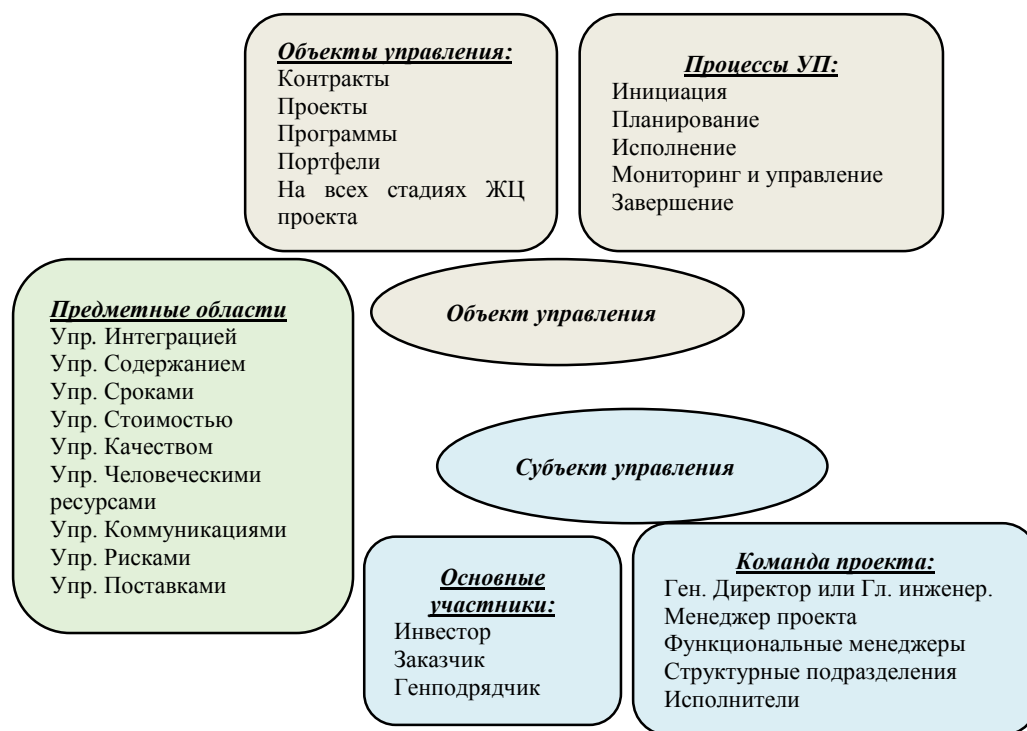 Объекты управления:
Контракты
Проекты
Программы
Портфели
На всех стадиях ЖЦ
проекта
Процессы УП:
Инициация
Планирование
Исполнение
Мониторинг и управление
Завершение
Предметные области
Упр. Интеграцией
Упр. Содержанием
Упр. Сроками
Упр. Стоимостью
Упр. Качеством
Упр. Человеческими
ресурсами
Упр. Коммуникациями
Упр. Рисками
Упр. Поставками
Объект управления
Субъект управления
Основные
участники:
Инвестор
Заказчик
Генподрядчик
Команда проекта:
Ген. Директор или Гл. инженер.
Менеджер проекта
Функциональные менеджеры
Структурные подразделения
Исполнители